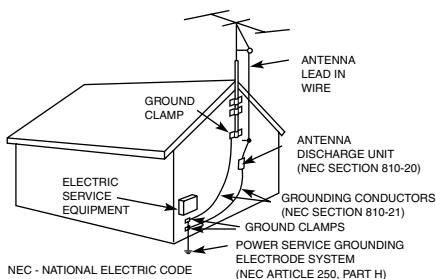 ANTENNA
LEAD IN
WIRE
GROUND
CLAMP
ANTENNA
DISCHARGE UNIT
(NEC SECTION 810-20)
ELECTRIC
SERVICE
EQUIPMENT
GROUNDING CONDUCTORS
(NEC SECTION 810-21)
GROUND CLAMPS
POWER SERVICE GROUNDING
ELECTRODE SYSTEM
(NEC ARTICLE 250, PART H)
NEC - NATIONAL ELECTRIC CODE